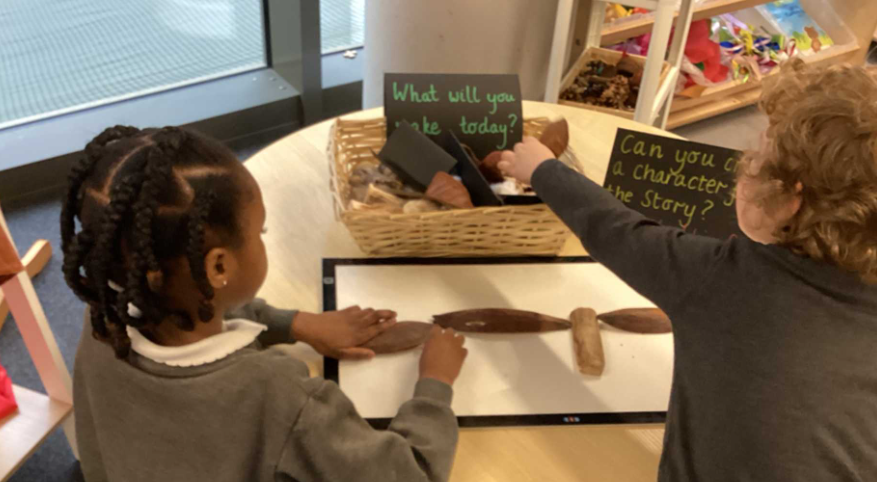 What will you
today?
Can you
a character
the Story?